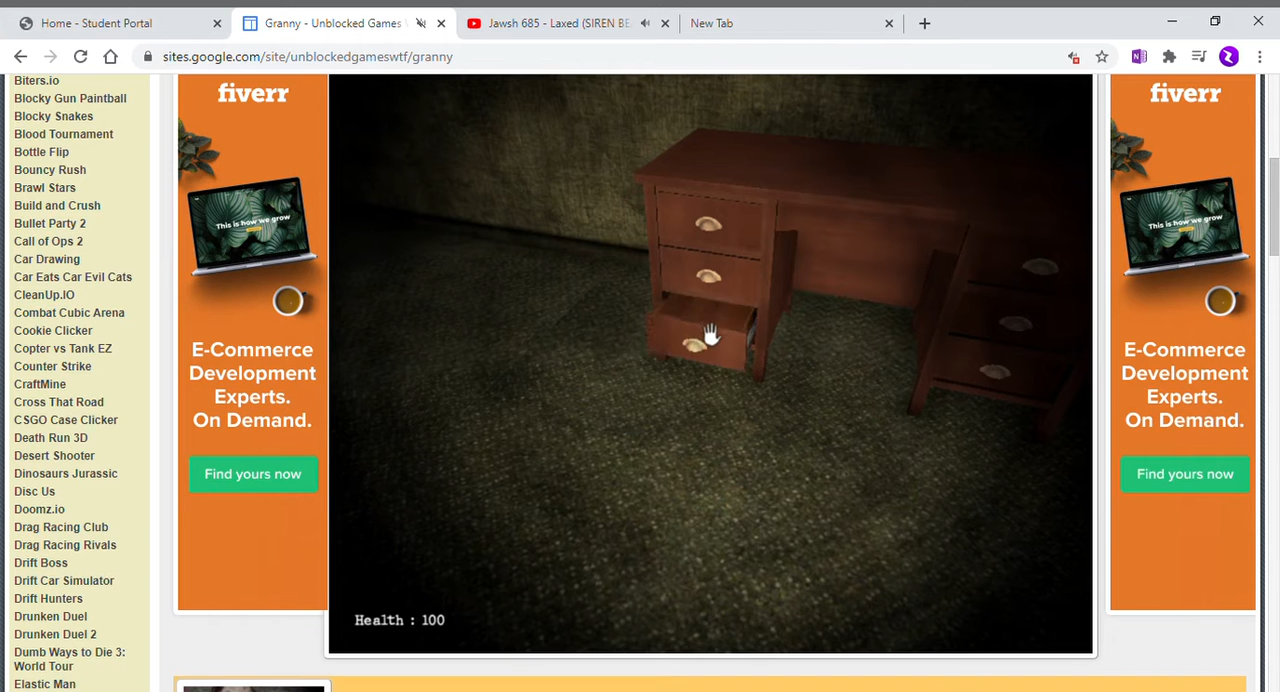 Home - Student Portal
Granny - Unblocked Games
Jawsh 685 - Laxed (SIREN BE
New Tab
sites.google.com/site/unblockedgameswtf/granny
Biters.io
Blocky Gun Paintball
Blocky Snakes
Blood Tournament
Bottle Flip
Bouncy Rush
Brawl Stars
Build and Crush
Bullet Party 2
Call of Ops 2
Car Drawing
Car Eats Car Evil Cats
CleanUp.IO
Combat Cubic Arena
Cookie Clicker
Copter vs Tank EZ
Counter Strike
CraftMine
Cross That Road
CSGO Case Clicker
Death Run 3D
Desert Shooter
Dinosaurs Jurassic
Disc Us
Doomz.io
Drag Racing Club
Drag Racing Rivals
Drift Boss
Drift Car Simulator
Drift Hunters
Drunken Duel
Drunken Duel 2
Dumb Ways to Die 3:
World Tour
Elastic Man
fiverr
This is how we grow
E-Commerce
Development
Experts.
On Demand.
Find yours now
Health : 100
fiverr
This is how we grow
E-Commerce
Development
Experts.
On Demand.
Find yours now